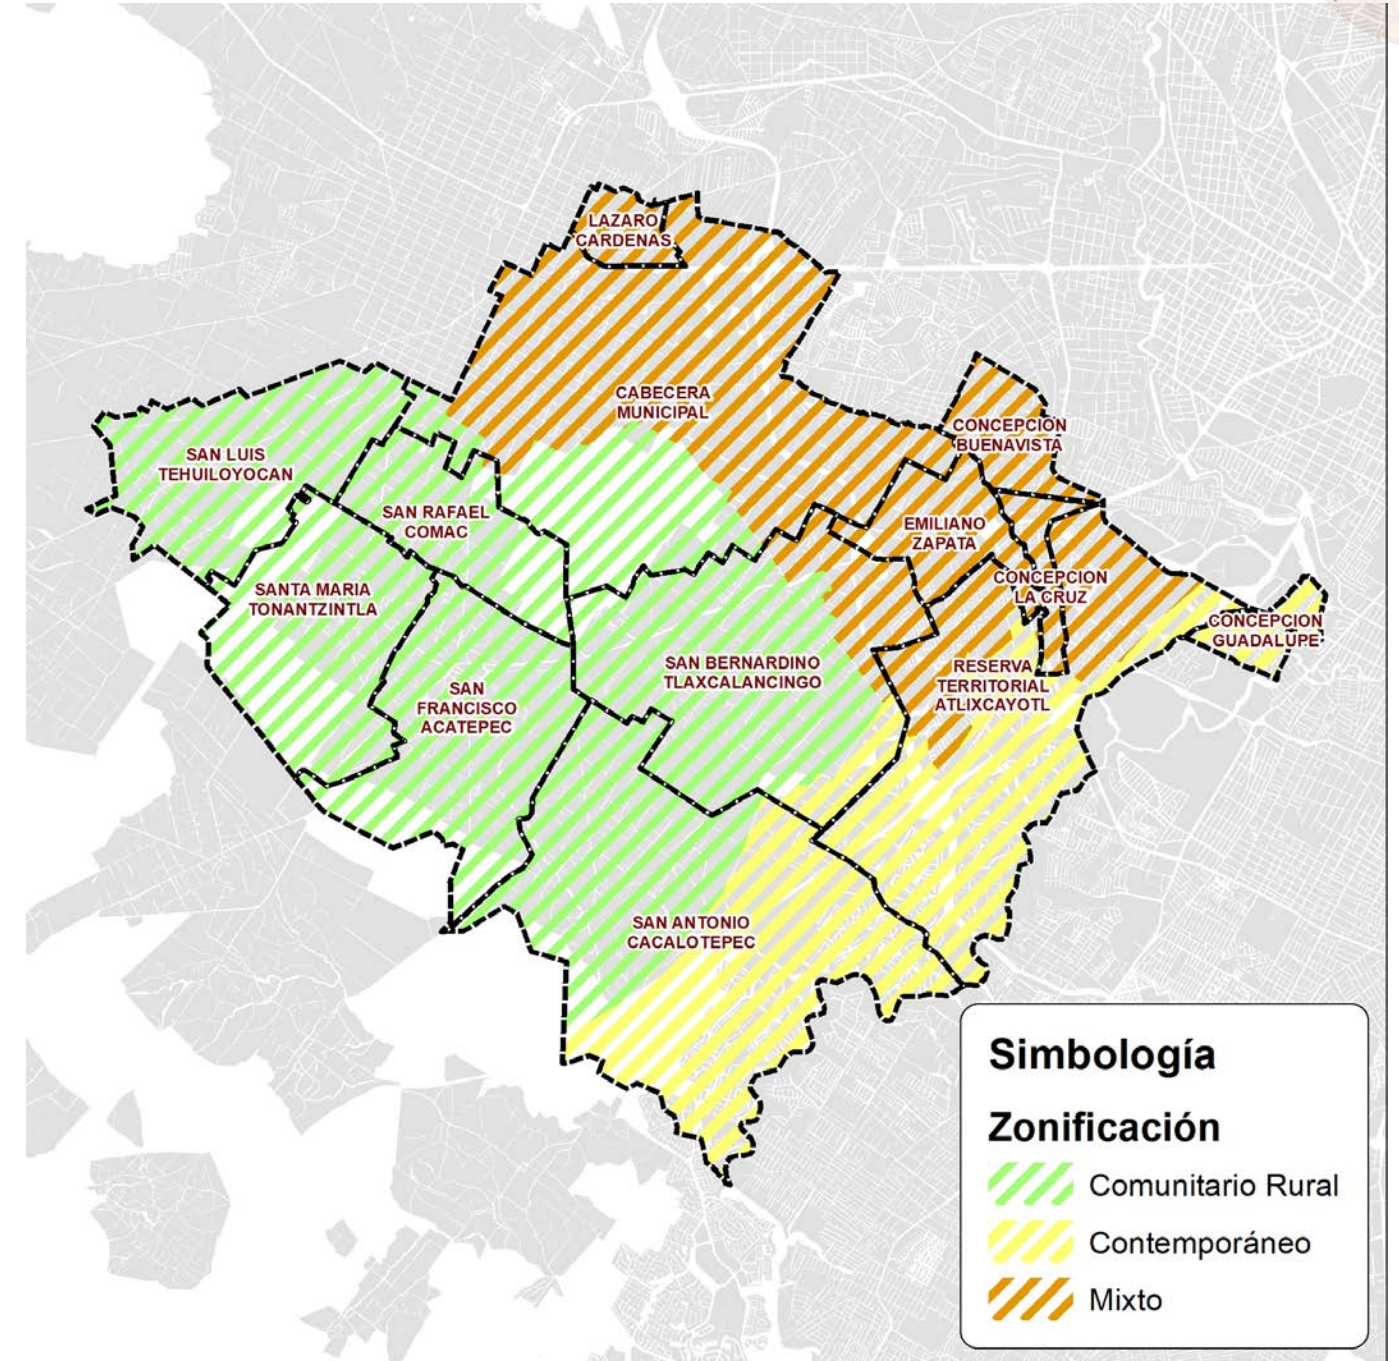 LAZARO
CARDENAS
CABECERA
MUNICIPAL
CONCEPCION
BUENAVISTA
SAN LUIS
TEHUILOYOCAN
SAN RAFAEL
COMAC
EMILIANO
ZAPATA
CONCEPCION
LA CRUZ
SANTA MARIA
TONANTZINTLA
CONCEPCION
GUADALUPE
SAN BERNARDINO
TLAXCALANCINGO
RESERVA
TERRITORIAL
ATLIXCAYOTL
SAN
FRANCISCO
ACATEPEC
SAN ANTONIO
CACALOTEPEC
Simbología
Zonificación
Comunitario Rural
Contemporáneo
Mixto